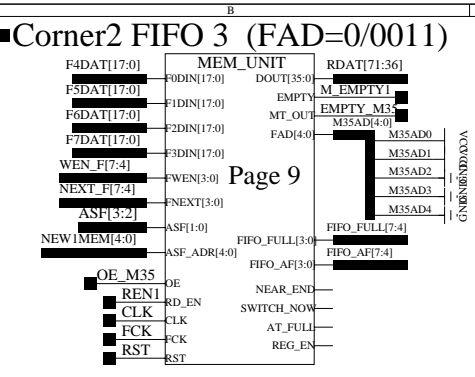 B
Corner2 FIFO 3 (FAD=0/0011)
F4DAT[17:0] MEM_UNIT RDAT[71:36]
F0DIN[17:0] DOUT[35:0]
F5DAT[17:0] M_EMPTY1
F1DIN[17:0] EMPTY
F6DAT[17:0] EMPTY_M35
F2DIN[17:0] MT_OUT
F7DAT[17:0] M35AD[4:0]
F3DIN[17:0] FAD[4:0] M35AD0
WEN_F[7:4] M35AD1
FWEN[3:0] Page 9 M35AD2
NEXT_F[7:4]
FNEXT[3:0] M35AD3
ASF[3:2] M35AD4
ASF[1:0] FIFO_FULL[7:4]
NEW1MEM[4:0] FIFO_FULL[3:0]
ASF_ADR[4:0] FIFO_AF[7:4]
FIFO_AF[3:0]
OE_M35
OE NEAR_END
REN1
RD_EN SWITCH_NOW
CLK
CLK AT_FULL
FCK
FCK REG_EN
RST
RST